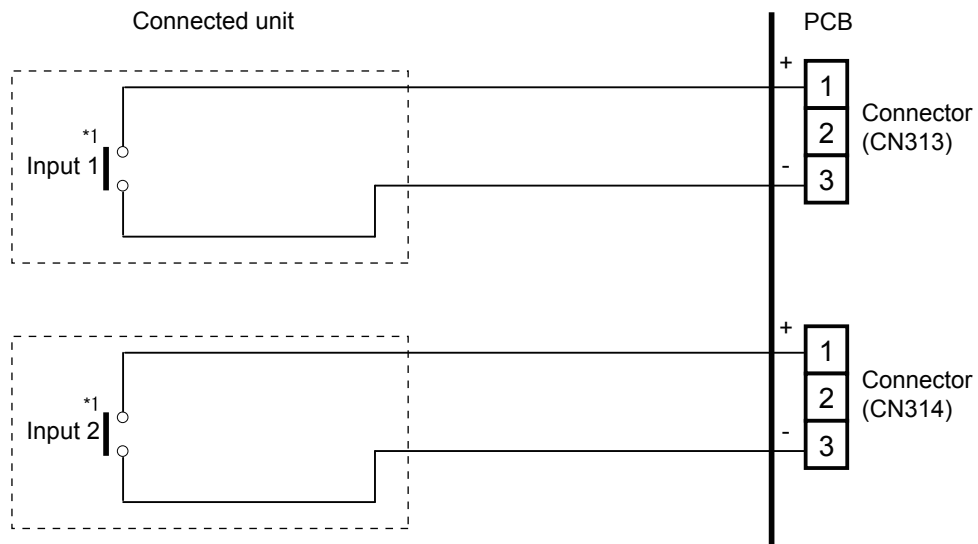 Connected unit
PCB
+
1
2
-
3
Connector
(CN313)
*1
Input 1
+
1
2
-
3
Connector
(CN314)
*1
Input 2